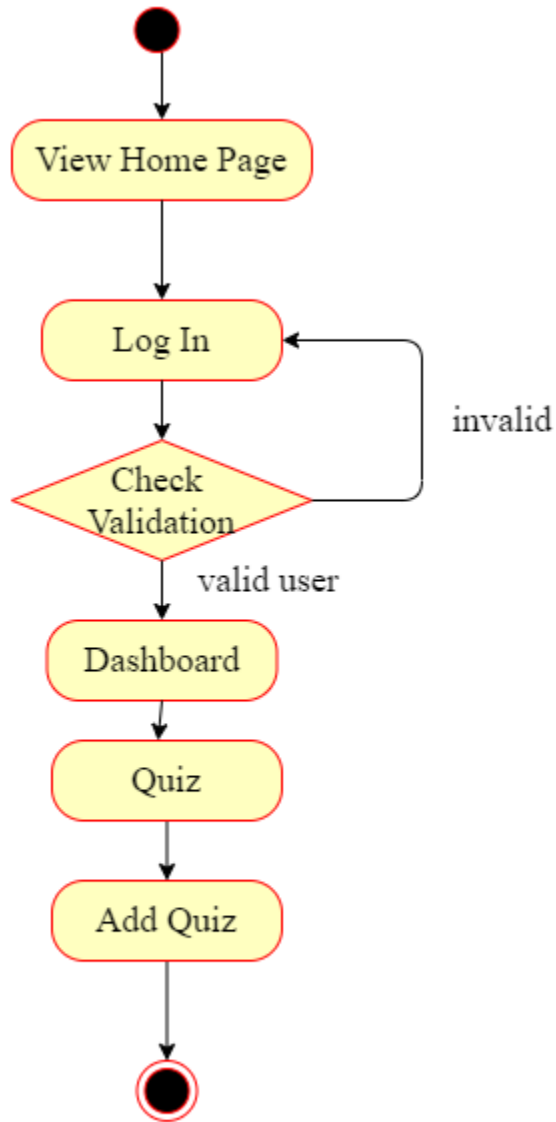 View Home Page
Log In
invalid
Check
Validation
valid user
Dashboard
Quiz
Add Quiz